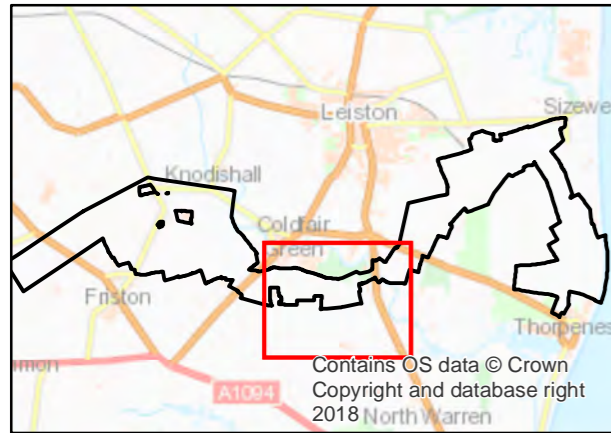 Leiston
Sizewe
Knodishall
Coldfair
Green
Friston
Thorpenes
mon
Contains OS data © Crown
Copyright and database right
2018
A1094
North Warren